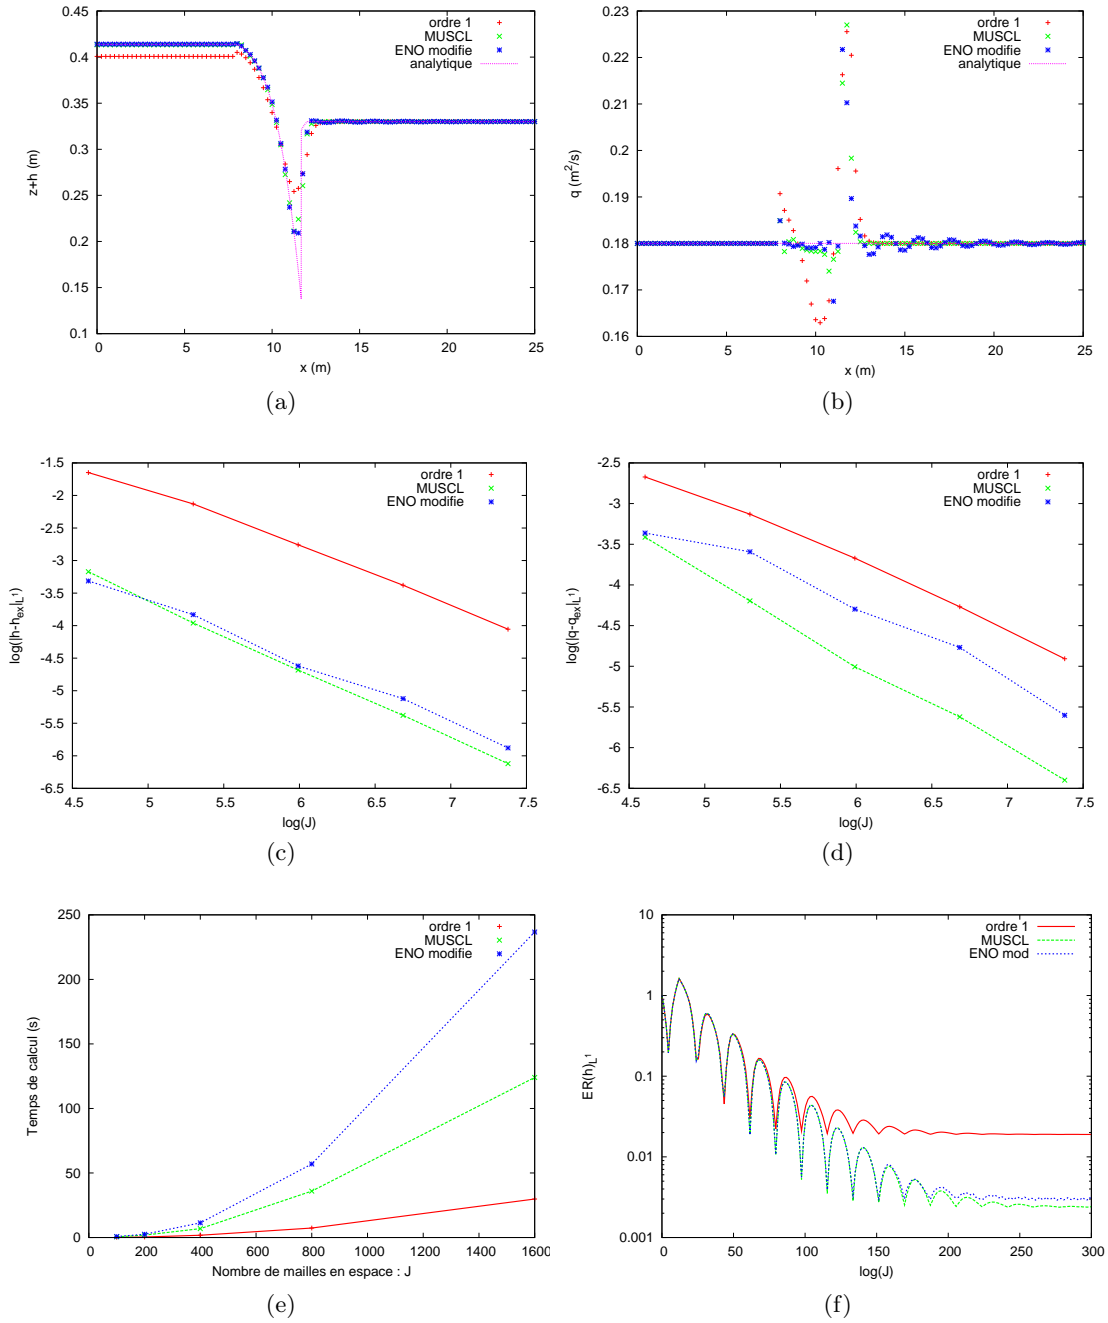 ordre 1
MUSCL
ENO modifie
analytique
0.45
0.4
0.35
0.3
0.25
0.2
0.15
0.1
z+h (m)
0 5 10 15 20 25
x (m)
(a)
ordre 1
MUSCL
ENO modifie
analytique
0.23
0.22
0.21
0.2
0.19
0.18
0.17
0.16
q (m²/s)
0 5 10 15 20 25
x (m)
(b)
ordre 1
MUSCL
ENO modifie
-1.5
-2
-2.5
-3
-3.5
-4
-4.5
-5
-5.5
-6
-6.5
log(|h-h_ex|_L¹)
4.5 5 5.5 6 6.5 7 7.5
log(J)
(c)
ordre 1
MUSCL
ENO modifie
-2.5
-3
-3.5
-4
-4.5
-5
-5.5
-6
-6.5
log(|q-q_ex|_L¹)
4.5 5 5.5 6 6.5 7 7.5
log(J)
(d)
ordre 1
MUSCL
ENO modifie
250
200
150
100
50
0
Temps de calcul (s)
0 200 400 600 800 1000 1200 1400 1600
Nombre de mailles en espace : J
(e)
ordre 1
MUSCL
ENO mod
10
1
0.1
0.01
0.001
ER(h)_L¹
0 50 100 150 200 250 300
log(J)
(f)